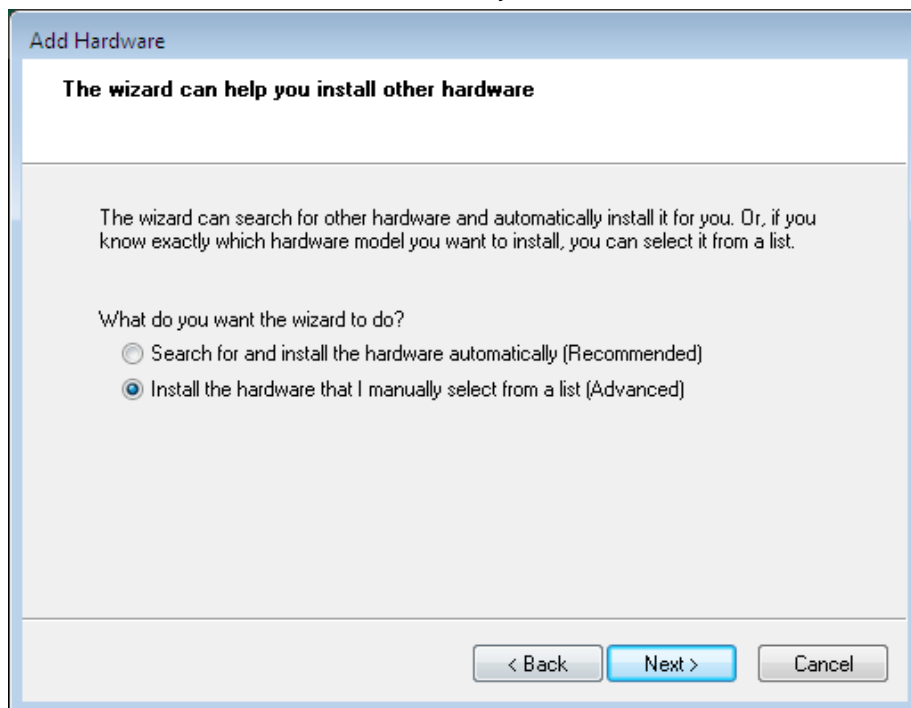 Add Hardware
The wizard can help you install other hardware
The wizard can search for other hardware and automatically install it for you. Or, if you
know exactly which hardware model you want to install, you can select it from a list.
What do you want the wizard to do?
Search for and install the hardware automatically (Recommended)
Install the hardware that I manually select from a list (Advanced)
< Back Next > Cancel